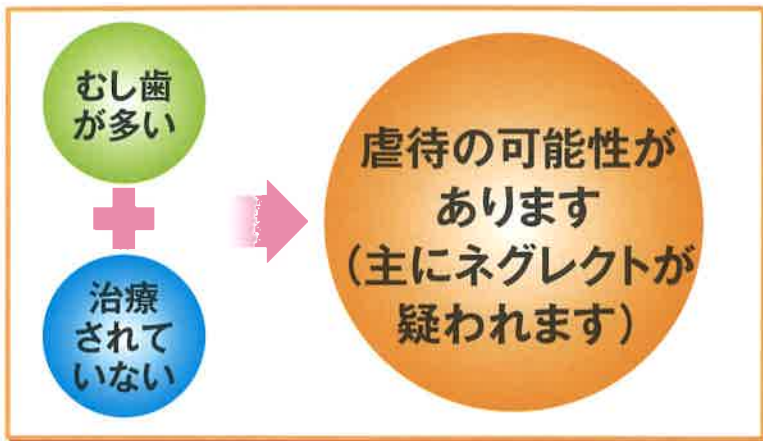 むし歯
が多い
治療
されて
いない
虐待の可能性が
あります
（主にネグレクトが
疑われます）